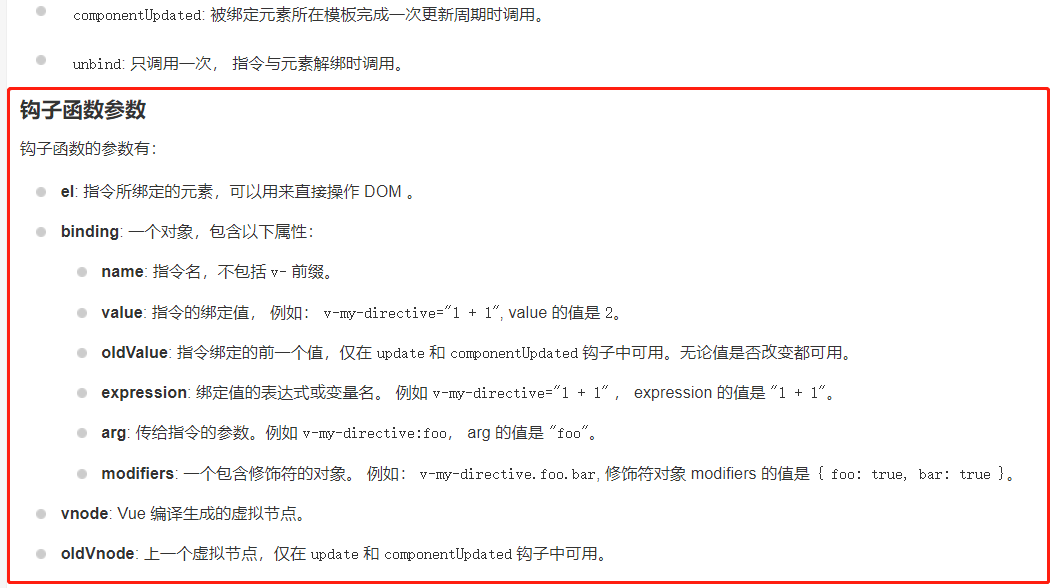 componentUpdated: 被绑定元素所在模板完成一次更新周期时调用。
unbind: 只调用一次， 指令与元素解绑时调用。
钩子函数参数
钩子函数的参数有：
el: 指令所绑定的元素，可以用来直接操作 DOM 。
binding: 一个对象，包含以下属性：
name: 指令名，不包括 v- 前缀。
value: 指令的绑定值， 例如： v-my-directive="1 + 1", value 的值是 2。
oldValue: 指令绑定的前一个值，仅在 update 和 componentUpdated 钩子中可用。无论值是否改变都可用。
expression: 绑定值的表达式或变量名。 例如 v-my-directive="1 + 1" ， expression 的值是 "1 + 1"。
arg: 传给指令的参数。例如 v-my-directive:foo， arg 的值是 "foo"。
modifiers: 一个包含修饰符的对象。 例如： v-my-directive.foo.bar, 修饰符对象 modifiers 的值是 { foo: true, bar: true }。
vnode: Vue 编译生成的虚拟节点。
oldVnode: 上一个虚拟节点，仅在 update 和 componentUpdated 钩子中可用。